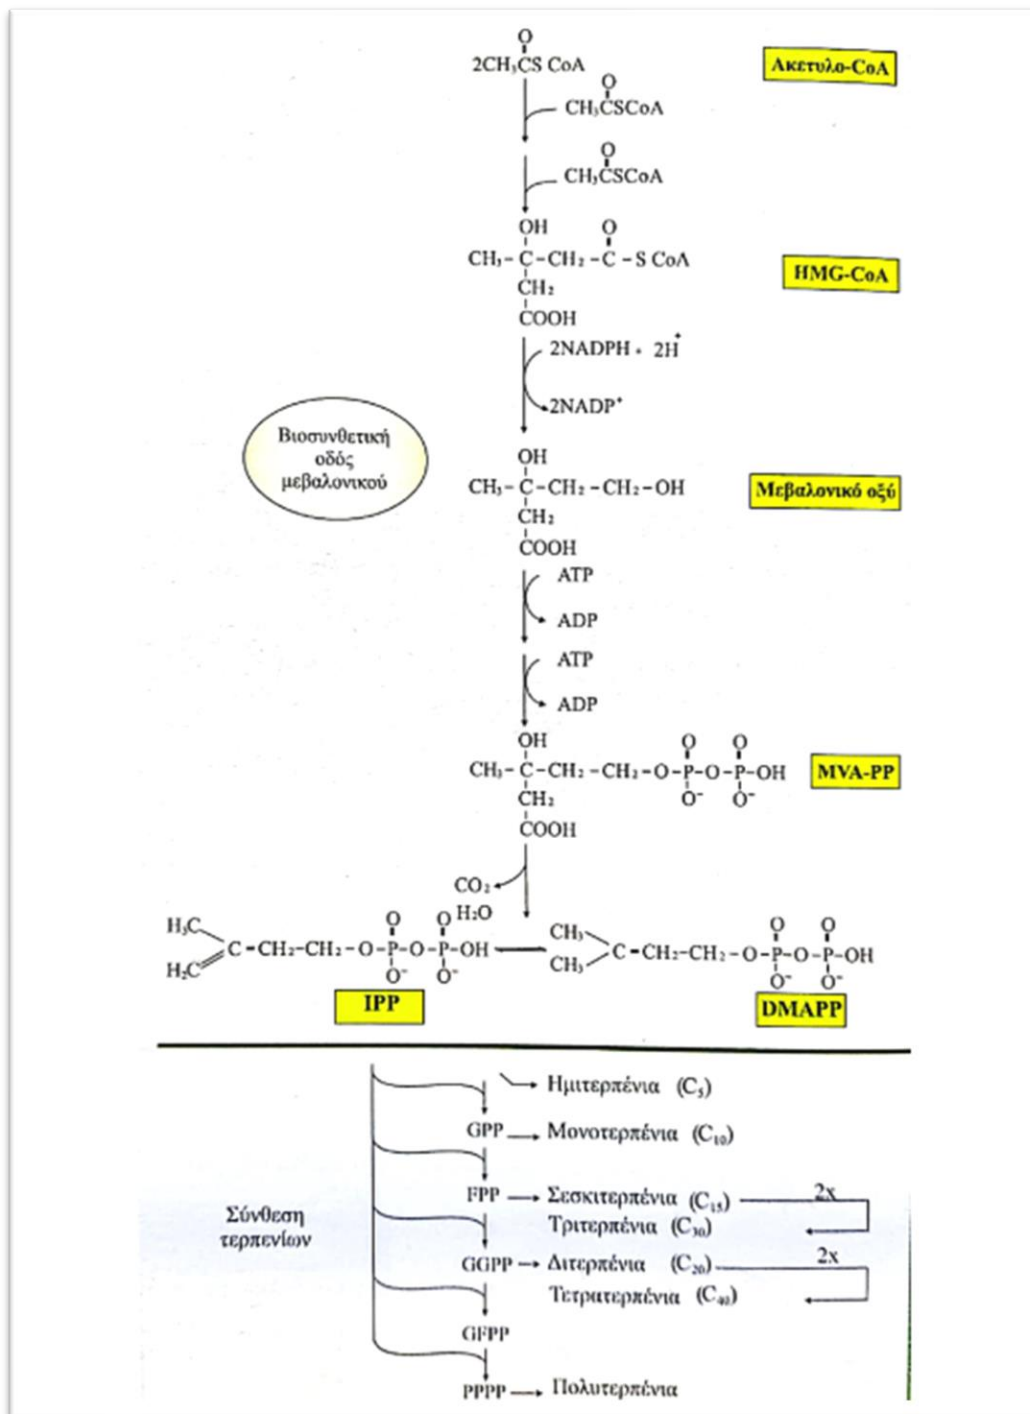 O
2CH₃CS CoA
Ακετυλο-CoA
O
CH₃CSCoA
O
CH₃CSCoA
OH O
CH₃-C-CH₂-C-S CoA
HMG-CoA
CH₂
COOH
2NADPH + 2H⁺
2NADP⁺
Βιοσυνθετική
οδός
μεβαλονικού
OH
CH₃-C-CH₂-CH₂-OH
Μεβαλονικό οξύ
CH₂
COOH
ATP
ADP
ATP
ADP
OH O O
CH₃-C-CH₂-CH₂-O-P-O-P-OH
MVA-PP
CH₂ O⁻ O⁻
COOH
CO₂
H₂O
O O
H₃C
H₂C
C-CH₂-CH₂-O-P-O-P-OH
O⁻ O⁻
IPP
O O
CH₃
CH₃
C-CH₂-CH₂-O-P-O-P-OH
O⁻ O⁻
DMAPP
Ημιτερπένια (C₅)
GPP Μονοτερπένια (C₁₀)
FPP Σεσκιτερπένια (C₁₅) 2x
Σύνθεση
τερπενίων
Τριτερπένια (C₃₀)
GGPP Διτερπένια (C₂₀) 2x
Τετρατερπένια (C₄₀)
GFPP
PPPP Πολυτερπένια